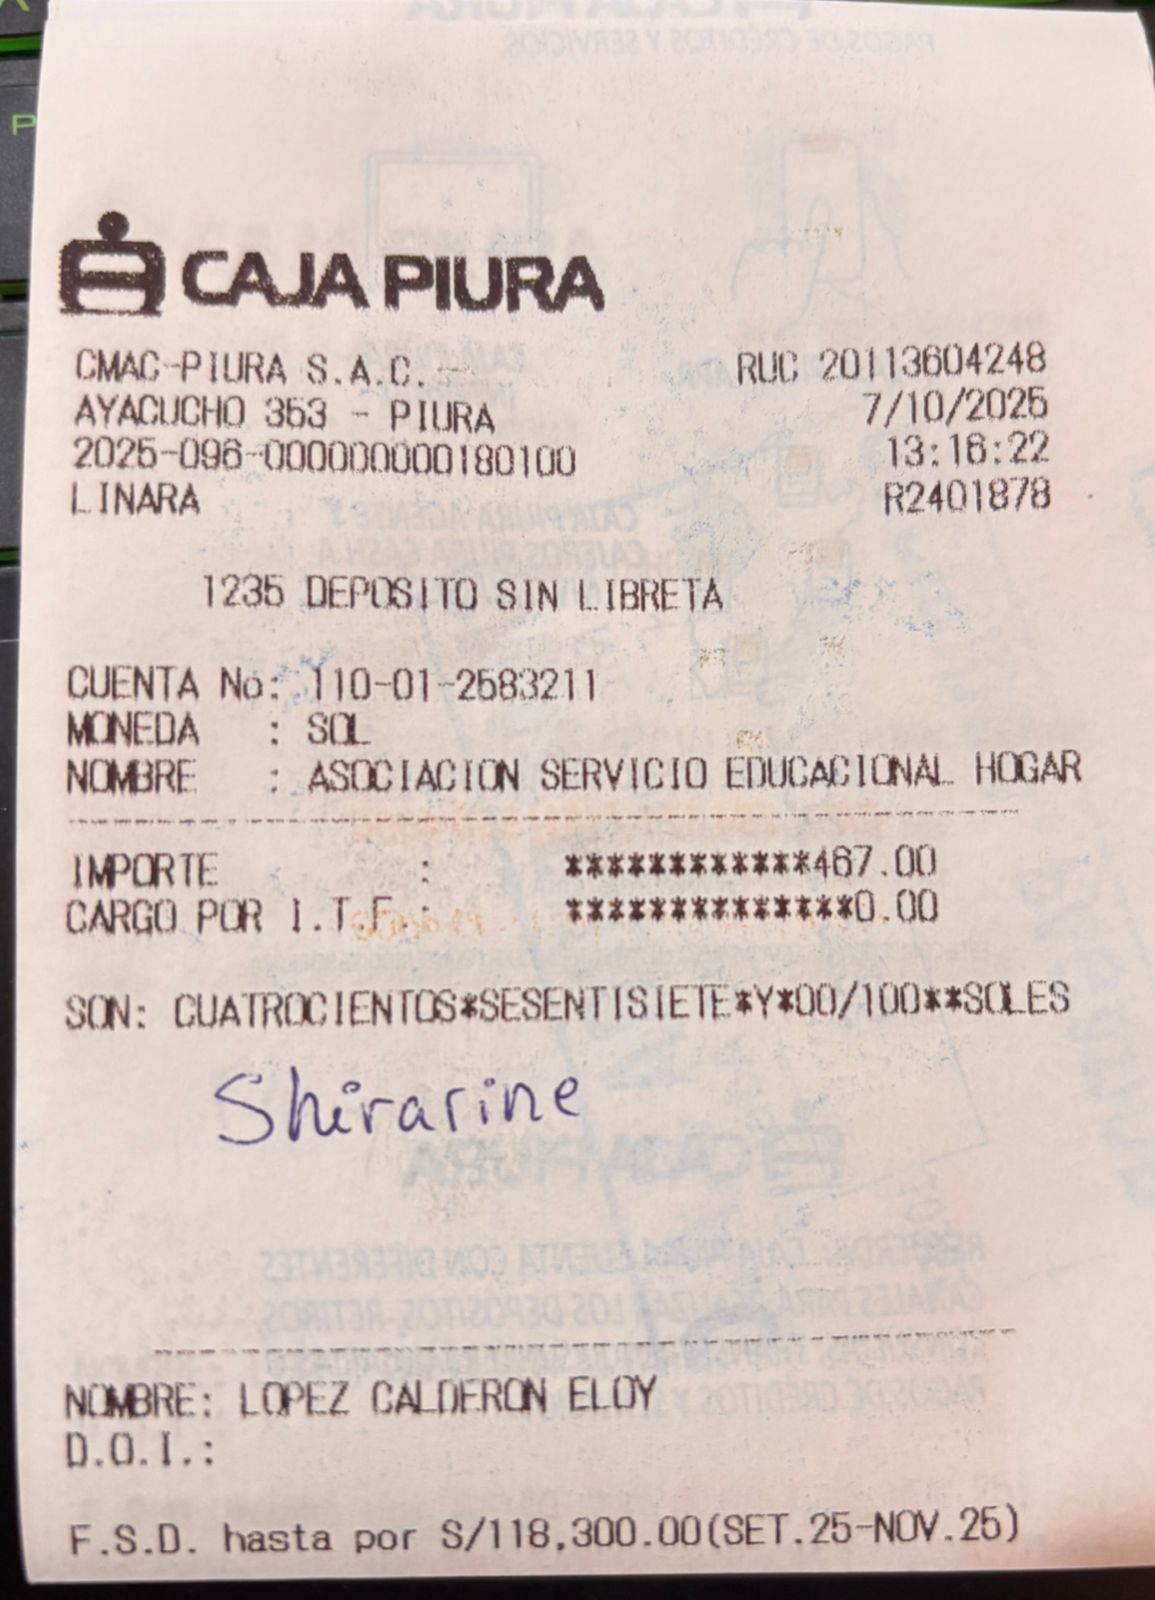 CAJA PIURA
CMAC-PIURA S.A.C. RUC 20113604248
AYACUCHO 353 - PIURA 7/10/2025
2025-096-000000000180100 13:16:22
LINARA R2401878
1235 DEPOSITO SIN LIBRETA
CUENTA No: 110-01-2583211
MONEDA : SOL
NOMBRE : ASOCIACION SERVICIO EDUCACIONAL HOGAR
IMPORTE : ************467.00
CARGO POR I.T.F.: **************0.00
SON: CUATROCIENTOS*SESENTISIETE*Y*00/100**SOLES
Shirarine
NOMBRE: LOPEZ CALDERON ELOY
D.O.I.:
F.S.D. hasta por S/118,300.00(SET.25-NOV.25)